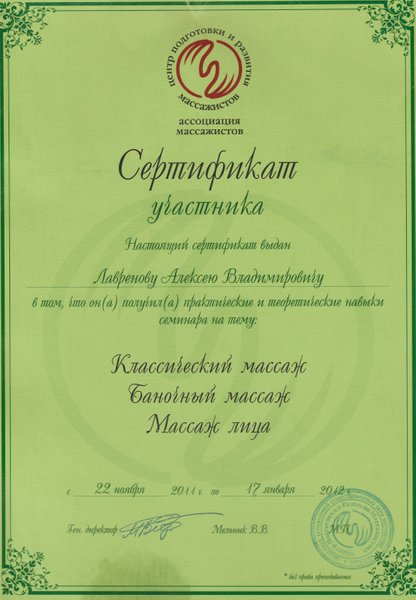 центр подготовки и развития
массажистов
ассоциация
массажистов
Сертификат
участника
Настоящий сертификат выдан
Лавренову Алексею Владимировичу
в том, что он(а) получил(а) практические и теоретические навыки
семинара на тему:
Классический массаж
Баночный массаж
Массаж лица
с 22 ноября 2011 г. по 17 января 2012 г.
Ген. директор Мельник В.В. М.П.
* без права преподавания